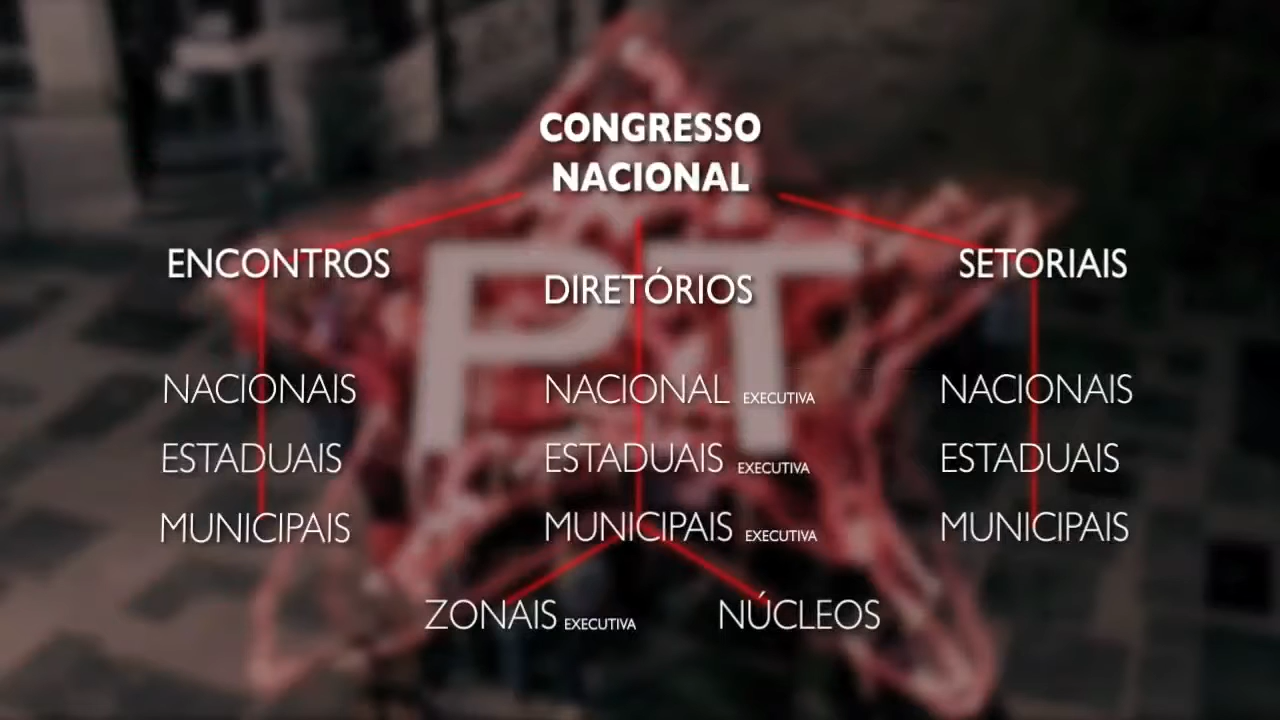 CONGRESSO
NACIONAL
ENCONTROS
DIRETÓRIOS
SETORIAIS
PT
NACIONAIS
NACIONAL EXECUTIVA
NACIONAIS
ESTADUAIS
ESTADUAIS EXECUTIVA
ESTADUAIS
MUNICIPAIS
MUNICIPAIS EXECUTIVA
MUNICIPAIS
ZONAIS EXECUTIVA
NÚCLEOS